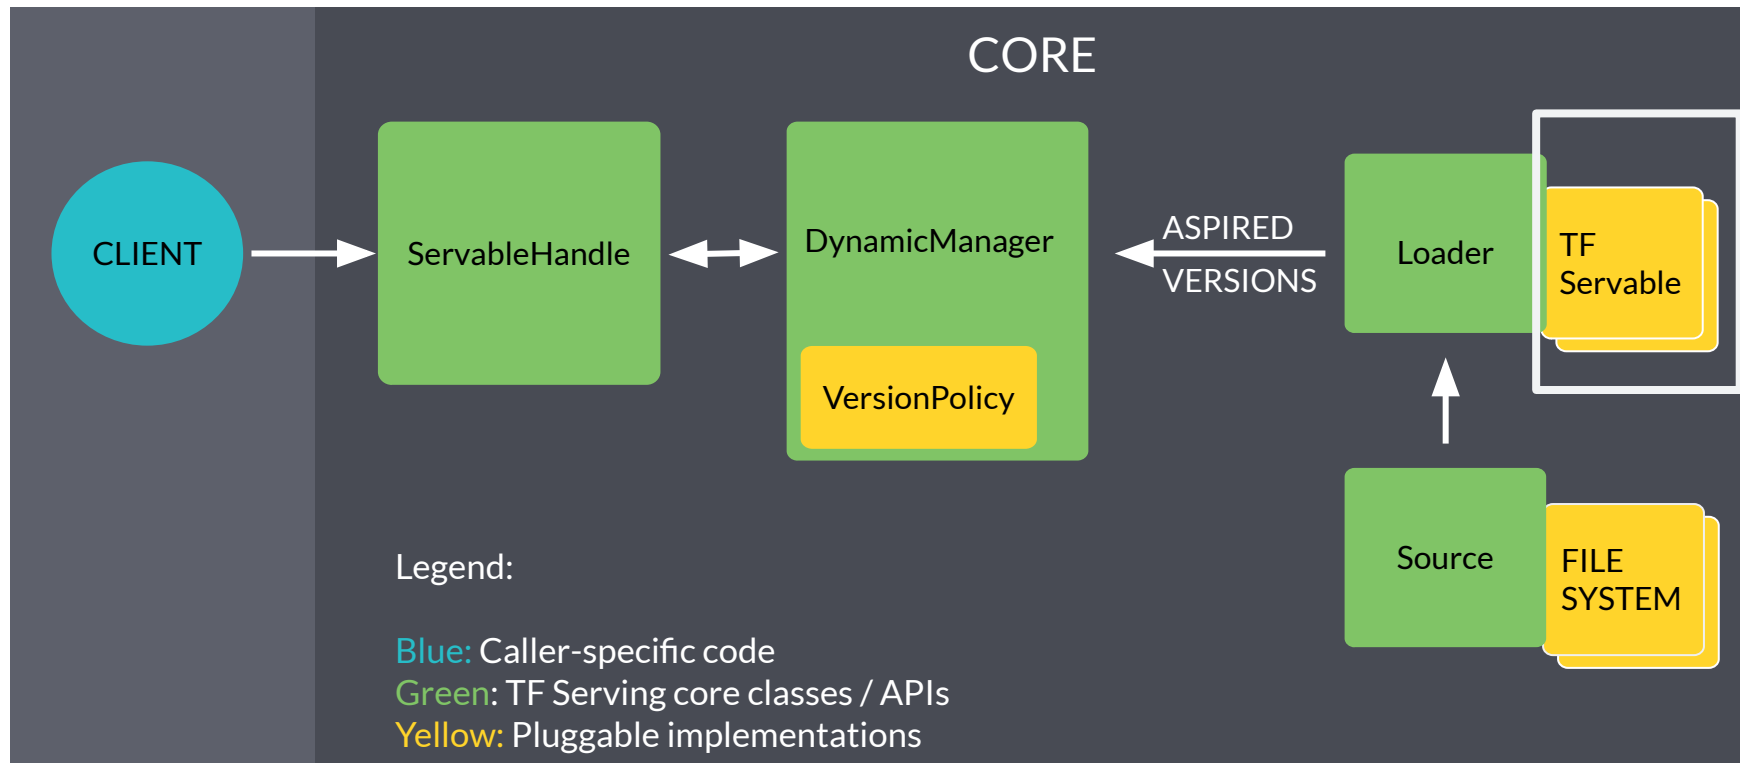 CORE
CLIENT
ServableHandle
DynamicManager
VersionPolicy
ASPIRED
VERSIONS
Loader
TF
Servable
Source
FILE
SYSTEM
Legend:
Blue: Caller-specific code
Green: TF Serving core classes / APIs
Yellow: Pluggable implementations